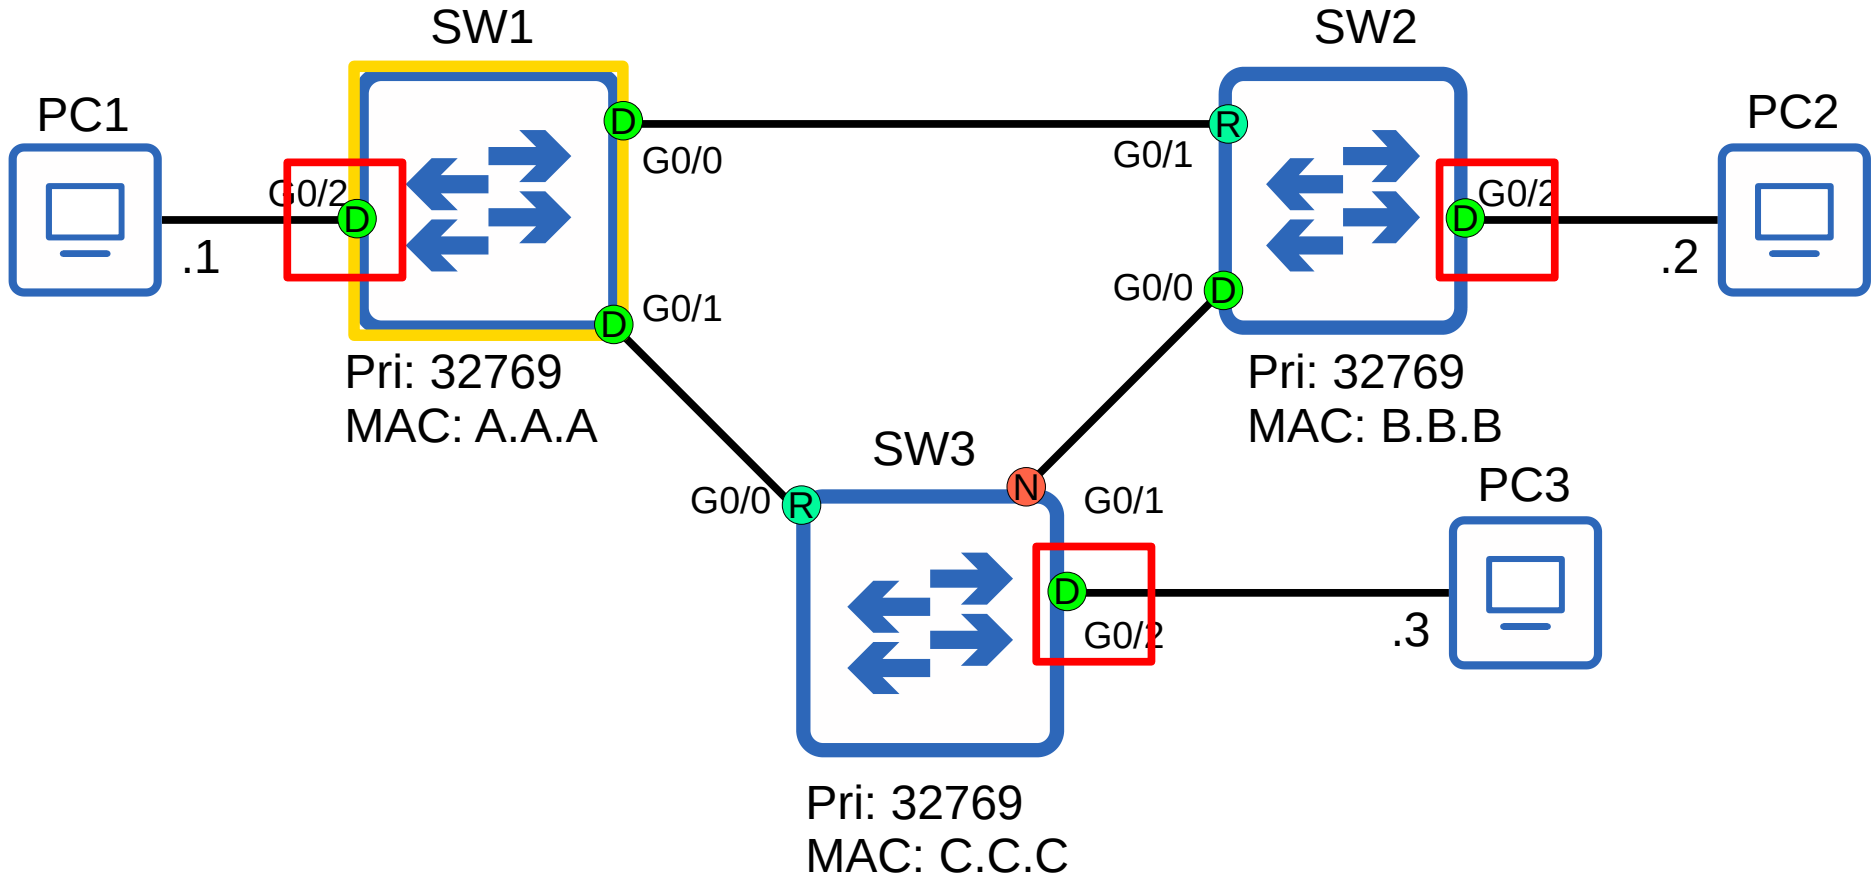 SW1
SW2
PC1
PC2
D
G0/0
R
G0/1
G0/2
D
.1
D
G0/2
.2
D
G0/1
G0/0
D
Pri: 32769
MAC: A.A.A
Pri: 32769
MAC: B.B.B
SW3
PC3
G0/0
R
N
G0/1
D
G0/2
.3
Pri: 32769
MAC: C.C.C